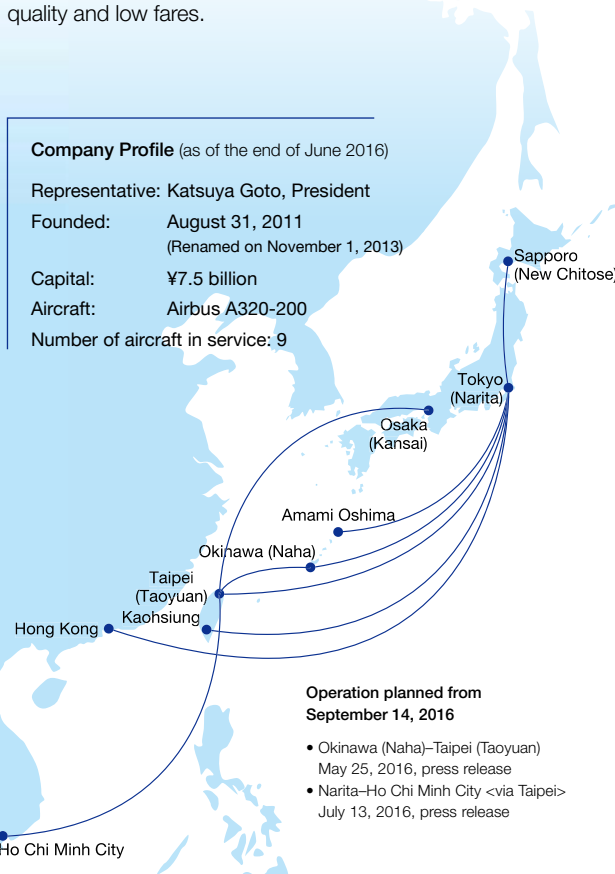 quality and low fares.
Company Profile (as of the end of June 2016)
Representative: Katsuya Goto, President
Founded: August 31, 2011
(Renamed on November 1, 2013)
Capital: ¥7.5 billion
Aircraft: Airbus A320-200
Number of aircraft in service: 9
Sapporo
(New Chitose)
Tokyo
(Narita)
Osaka
(Kansai)
Amami Oshima
Okinawa (Naha)
Taipei
(Taoyuan)
Kaohsiung
Hong Kong
Operation planned from
September 14, 2016
• Okinawa (Naha)–Taipei (Taoyuan)
May 25, 2016, press release
• Narita–Ho Chi Minh City <via Taipei>
July 13, 2016, press release
Ho Chi Minh City